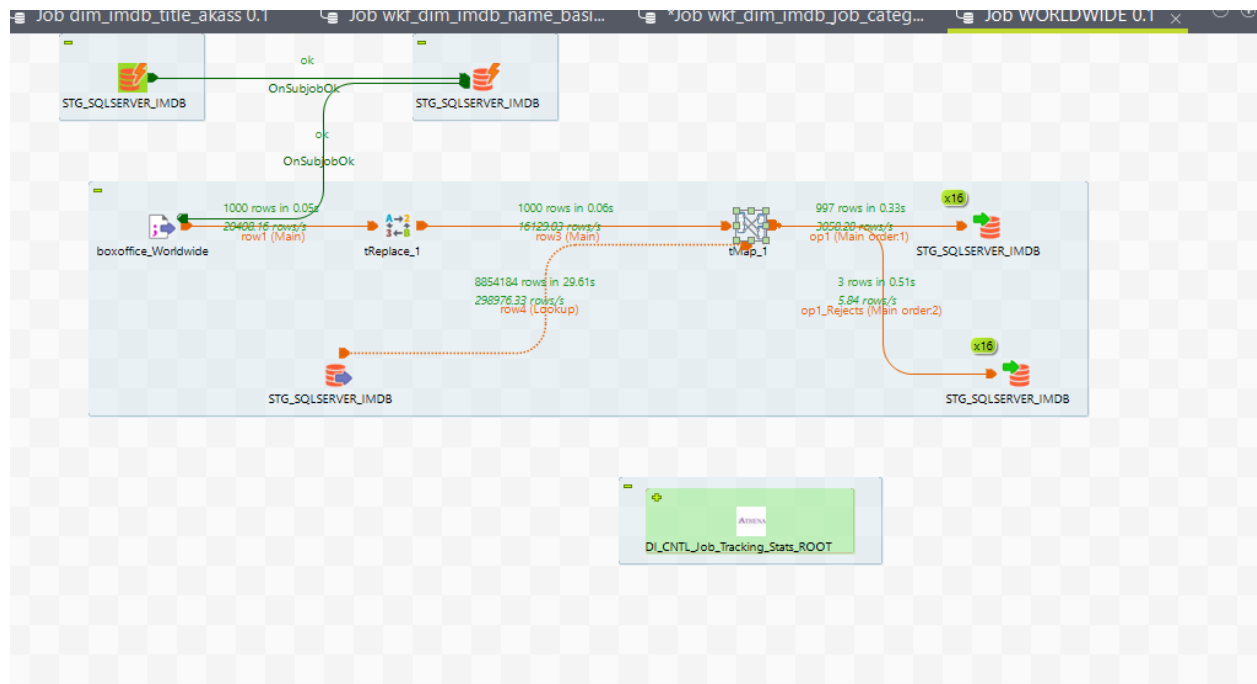 Job dim_imdb_title_akass 0.1
Job wkf_dim_imdb_name_basi...
*Job wkf_dim_imdb_job_categ...
Job WORLDWIDE 0.1
ok
OnSubjobOk
STG_SQLSERVER_IMDB
STG_SQLSERVER_IMDB
ok
OnSubjobOk
x16
1000 rows in 0.05s
20408.16 rows/s
row1 (Main)
1000 rows in 0.06s
16129.03 rows/s
row3 (Main)
997 rows in 0.33s
3058.28 rows/s
op1 (Main order:1)
boxoffice_Worldwide
tReplace_1
tMap_1
STG_SQLSERVER_IMDB
8854184 rows in 29.61s
298976.33 rows/s
row4 (Lookup)
3 rows in 0.51s
5.84 rows/s
op1_Rejects (Main order:2)
x16
STG_SQLSERVER_IMDB
STG_SQLSERVER_IMDB
ATHENA
DI_CNTL_Job_Tracking_Stats_ROOT